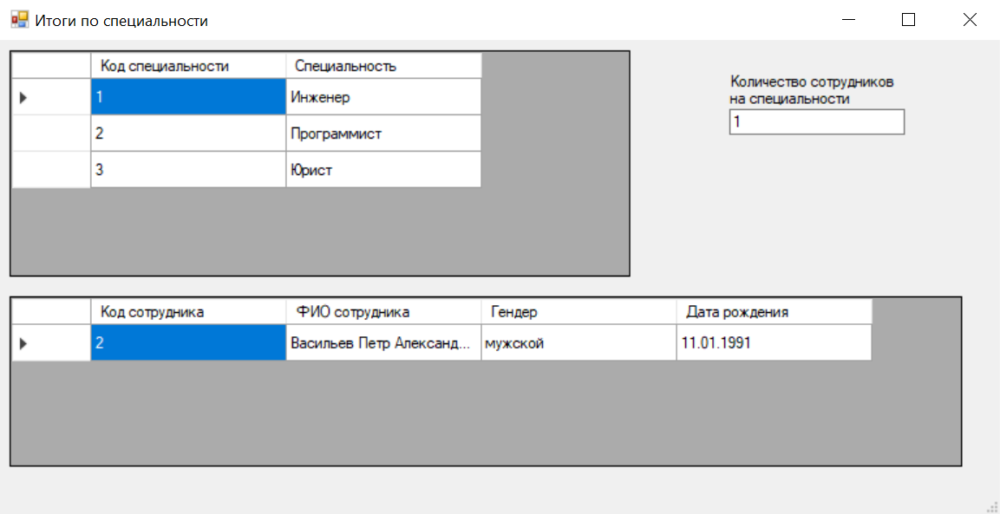 Итоги по специальности
Код специальности Специальность
1 Инженер
2 Программист
3 Юрист
Количество сотрудников
на специальности
1
Код сотрудника ФИО сотрудника Гендер Дата рождения
2 Васильев Петр Александ... мужской 11.01.1991